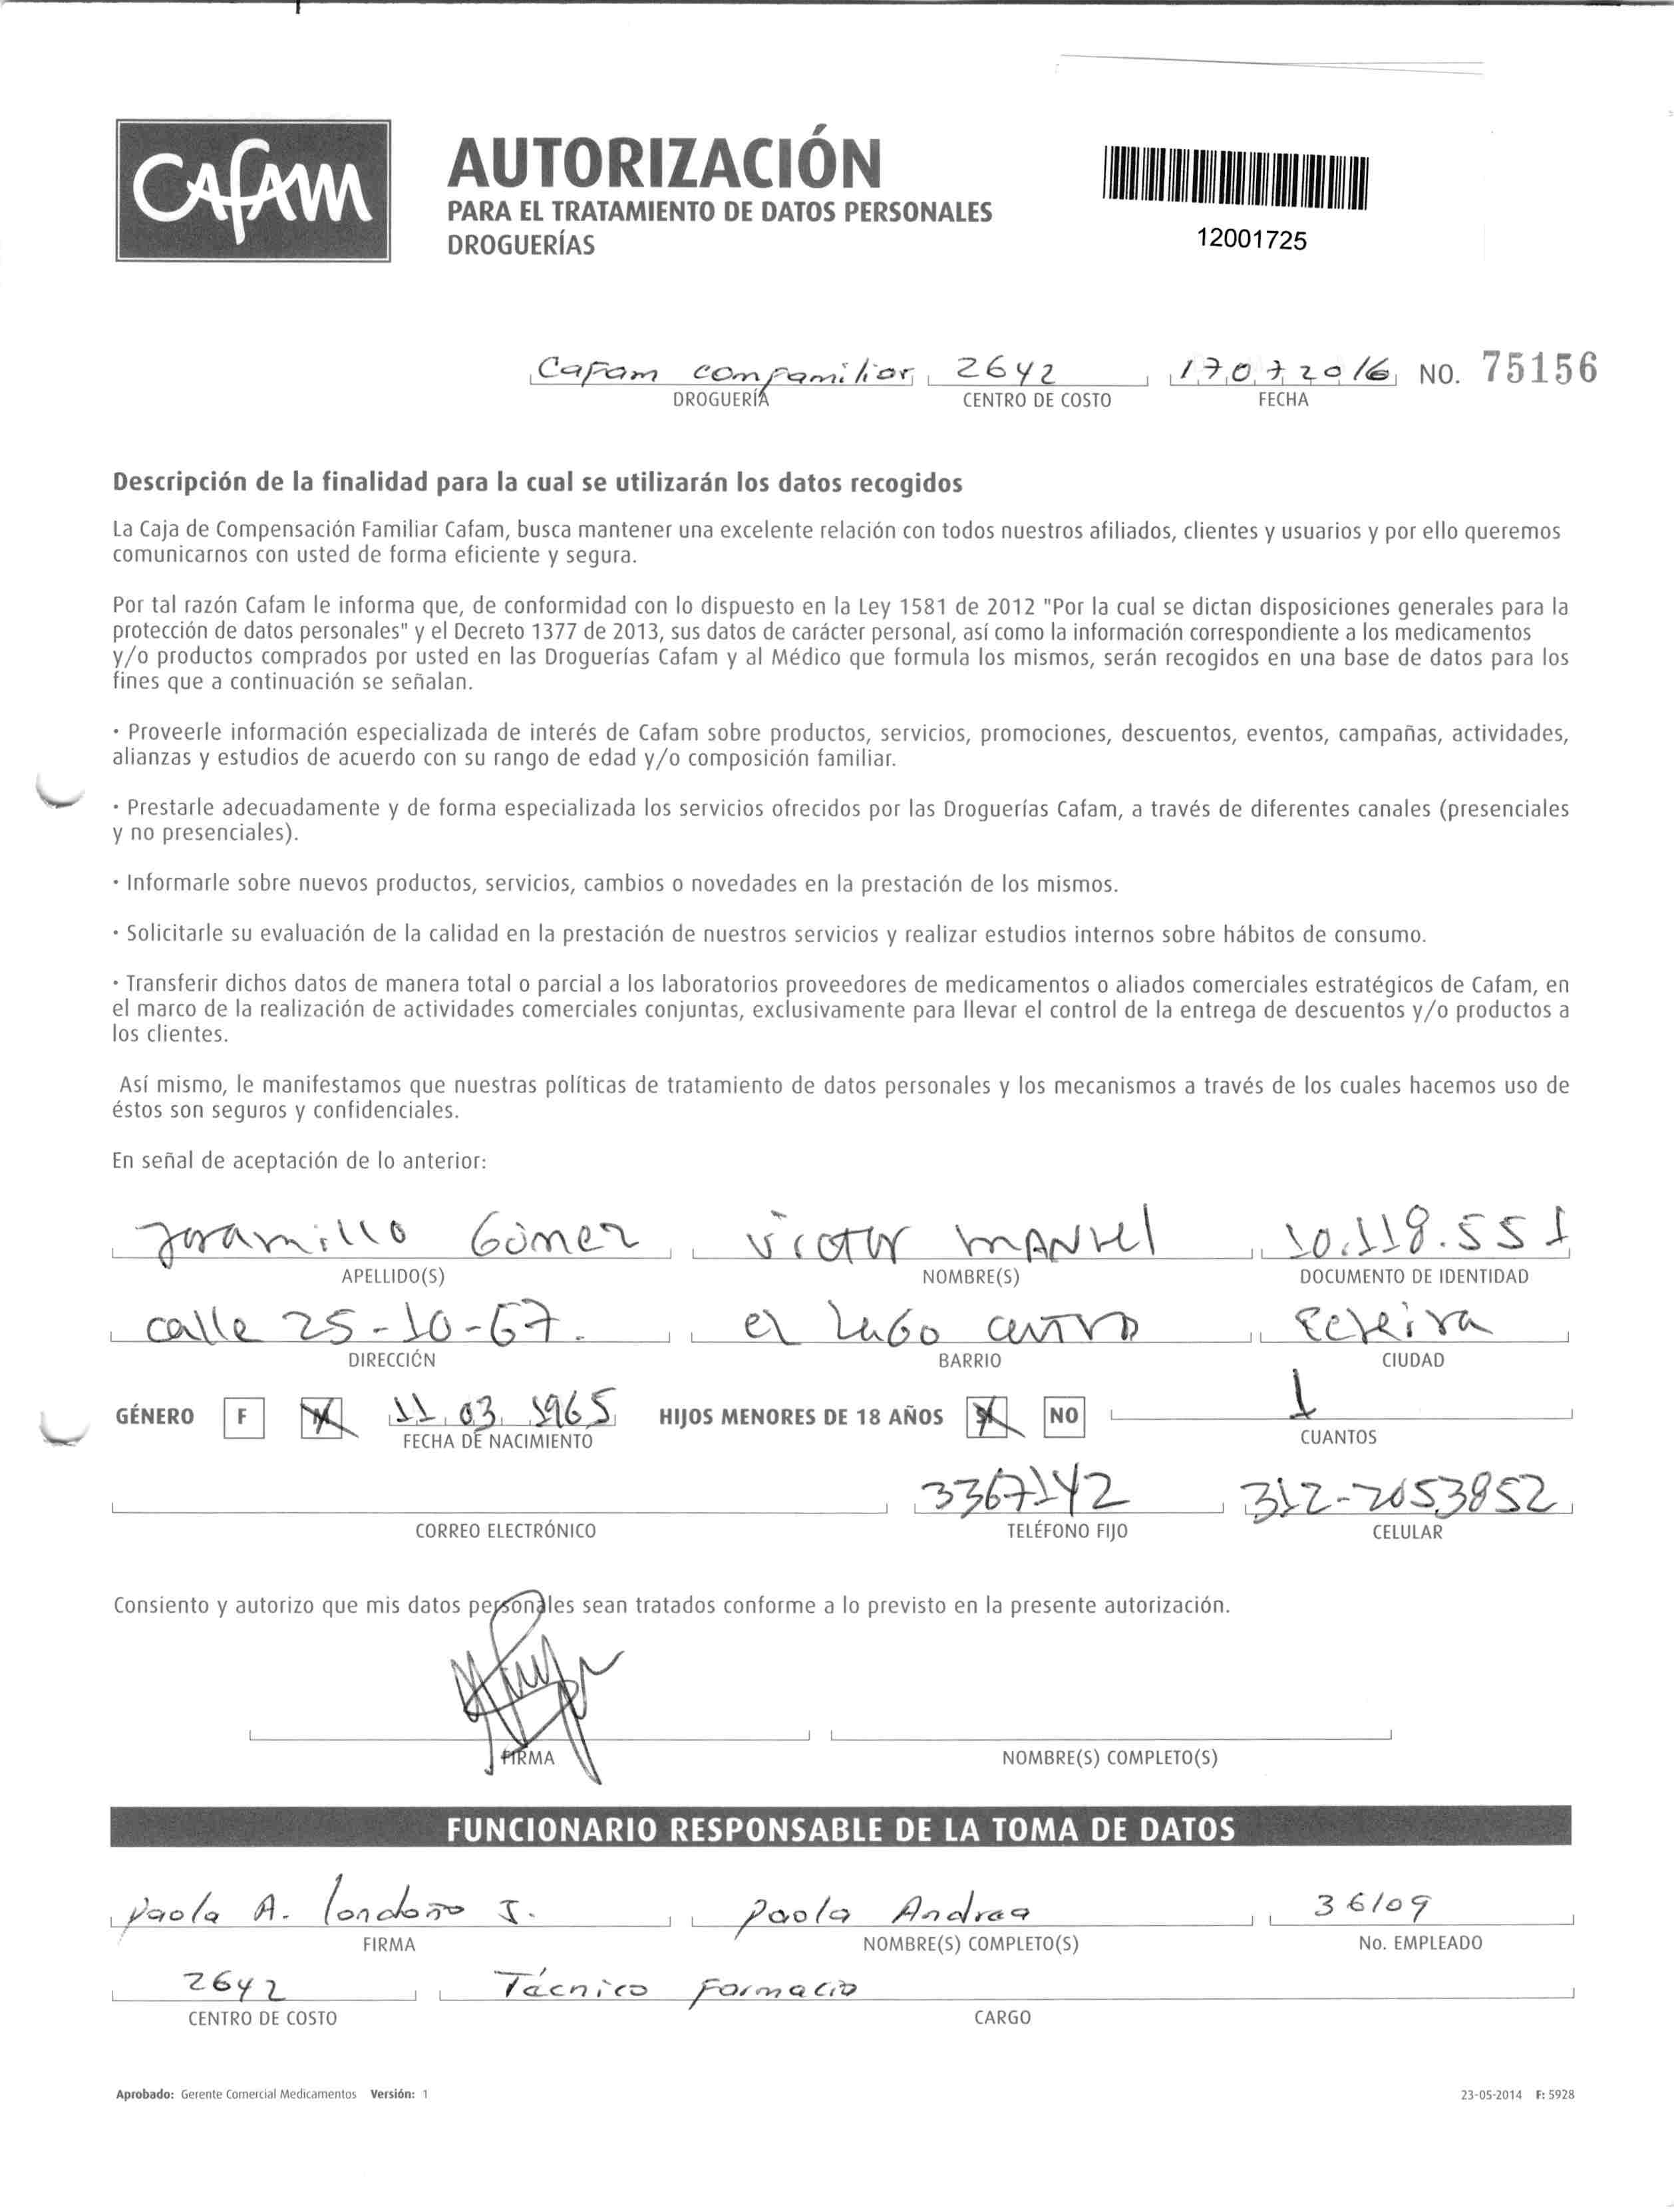 CAFAM
AUTORIZACIÓN
PARA EL TRATAMIENTO DE DATOS PERSONALES
DROGUERÍAS
12001725
Cafam comfamiliar 2642 17 07 2016 NO. 75156
DROGUERÍA CENTRO DE COSTO FECHA
Descripción de la finalidad para la cual se utilizarán los datos recogidos
La Caja de Compensación Familiar Cafam, busca mantener una excelente relación con todos nuestros afiliados, clientes y usuarios y por ello queremos
comunicarnos con usted de forma eficiente y segura.
Por tal razón Cafam le informa que, de conformidad con lo dispuesto en la Ley 1581 de 2012 "Por la cual se dictan disposiciones generales para la
protección de datos personales" y el Decreto 1377 de 2013, sus datos de carácter personal, así como la información correspondiente a los medicamentos
y/o productos comprados por usted en las Droguerías Cafam y al Médico que formula los mismos, serán recogidos en una base de datos para los
fines que a continuación se señalan.
· Proveerle información especializada de interés de Cafam sobre productos, servicios, promociones, descuentos, eventos, campañas, actividades,
alianzas y estudios de acuerdo con su rango de edad y/o composición familiar.
· Prestarle adecuadamente y de forma especializada los servicios ofrecidos por las Droguerías Cafam, a través de diferentes canales (presenciales
y no presenciales).
· Informarle sobre nuevos productos, servicios, cambios o novedades en la prestación de los mismos.
· Solicitarle su evaluación de la calidad en la prestación de nuestros servicios y realizar estudios internos sobre hábitos de consumo.
· Transferir dichos datos de manera total o parcial a los laboratorios proveedores de medicamentos o aliados comerciales estratégicos de Cafam, en
el marco de la realización de actividades comerciales conjuntas, exclusivamente para llevar el control de la entrega de descuentos y/o productos a
los clientes.
Así mismo, le manifestamos que nuestras políticas de tratamiento de datos personales y los mecanismos a través de los cuales hacemos uso de
éstos son seguros y confidenciales.
En señal de aceptación de lo anterior:
Jaramillo Gómez Victor Manuel 10.118.551
APELLIDO(S) NOMBRE(S) DOCUMENTO DE IDENTIDAD
calle 25-10-67. el Lago centro Pereira
DIRECCIÓN BARRIO CIUDAD
GÉNERO F M 11 03 1965 HIJOS MENORES DE 18 AÑOS SI NO 1
FECHA DE NACIMIENTO CUANTOS
3367142 312-2053852
CORREO ELECTRÓNICO TELÉFONO FIJO CELULAR
Consiento y autorizo que mis datos personales sean tratados conforme a lo previsto en la presente autorización.
FIRMA NOMBRE(S) COMPLETO(S)
FUNCIONARIO RESPONSABLE DE LA TOMA DE DATOS
Paola A. Londoño J. Paola Andrea 36109
FIRMA NOMBRE(S) COMPLETO(S) No. EMPLEADO
2642 Técnico Farmacia
CENTRO DE COSTO CARGO
Aprobado: Gerente Comercial Medicamentos Versión: 1 23-05-2014 F: 5928